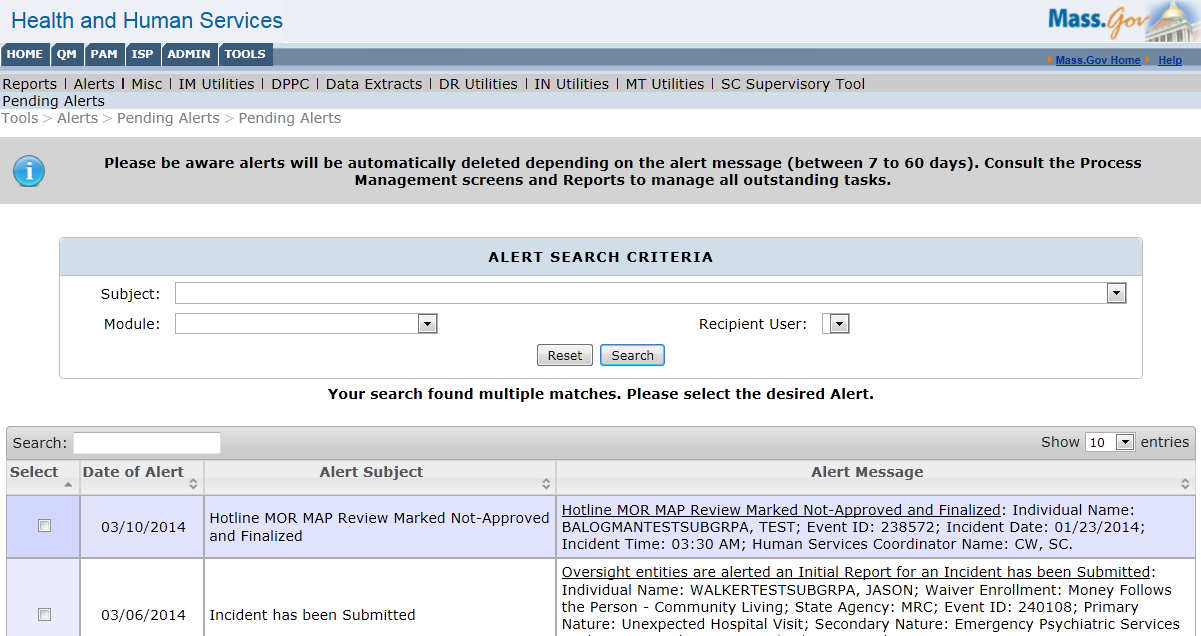 Health and Human Services
Mass.Gov
HOME QM PAM ISP ADMIN TOOLS
Mass.Gov Home Help
Reports | Alerts | Misc | IM Utilities | DPPC | Data Extracts | DR Utilities | IN Utilities | MT Utilities | SC Supervisory Tool
Pending Alerts
Tools > Alerts > Pending Alerts > Pending Alerts
Please be aware alerts will be automatically deleted depending on the alert message (between 7 to 60 days). Consult the Process
Management screens and Reports to manage all outstanding tasks.
ALERT SEARCH CRITERIA
Subject:
Module: Recipient User:
Reset Search
Your search found multiple matches. Please select the desired Alert.
Search: Show 10 entries
Select Date of Alert Alert Subject Alert Message
03/10/2014
Hotline MOR MAP Review Marked Not-Approved
and Finalized
Hotline MOR MAP Review Marked Not-Approved and Finalized: Individual Name:
BALOGMANTESTSUBGRPA, TEST; Event ID: 238572; Incident Date: 01/23/2014;
Incident Time: 03:30 AM; Human Services Coordinator Name: CW, SC.
03/06/2014
Incident has been Submitted
Oversight entities are alerted an Initial Report for an Incident has been Submitted:
Individual Name: WALKERTESTSUBGRPA, JASON; Waiver Enrollment: Money Follows
the Person - Community Living; State Agency: MRC; Event ID: 240108; Primary
Nature: Unexpected Hospital Visit; Secondary Nature: Emergency Psychiatric Services